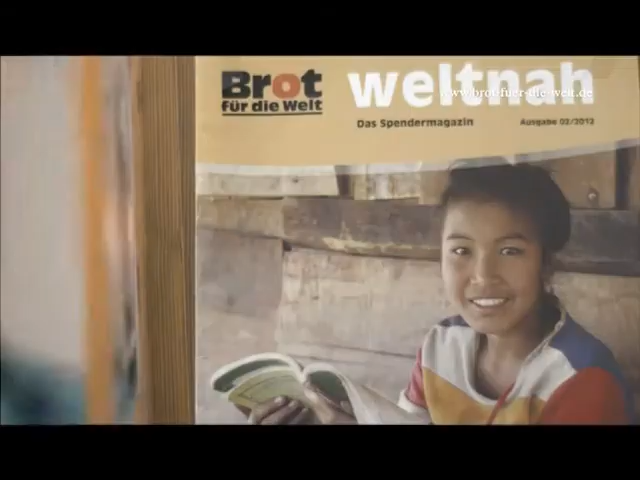 Brot
für die Welt
weltnah
www.brot-fuer-die-welt.de
Das Spendermagazin
Ausgabe 02/2012